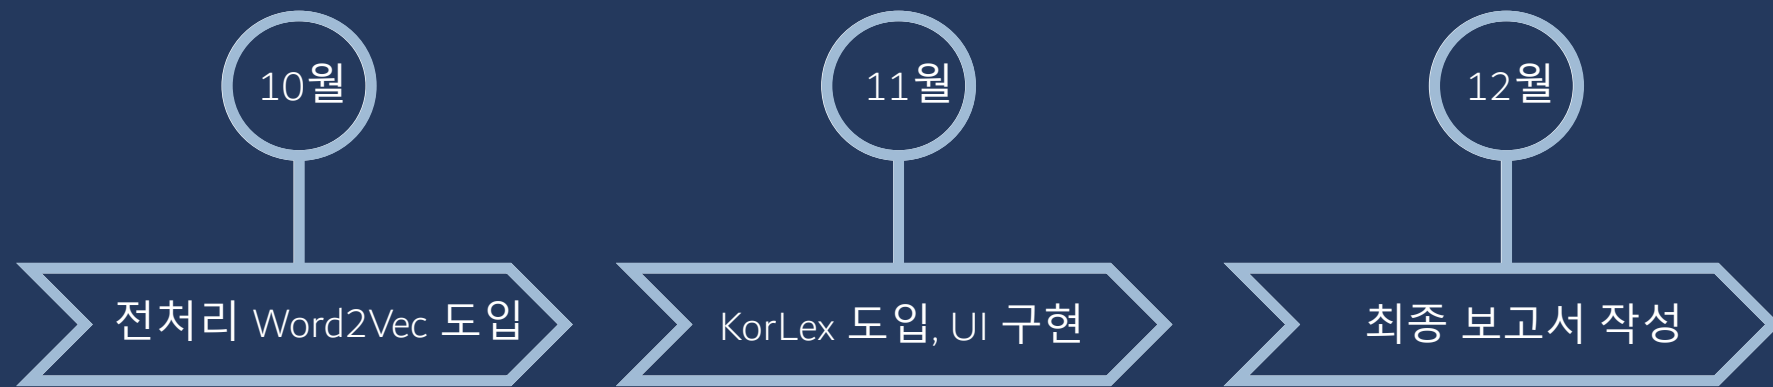 10월
11월
12월
전처리 Word2Vec 도입
KorLex 도입, UI 구현
최종 보고서 작성